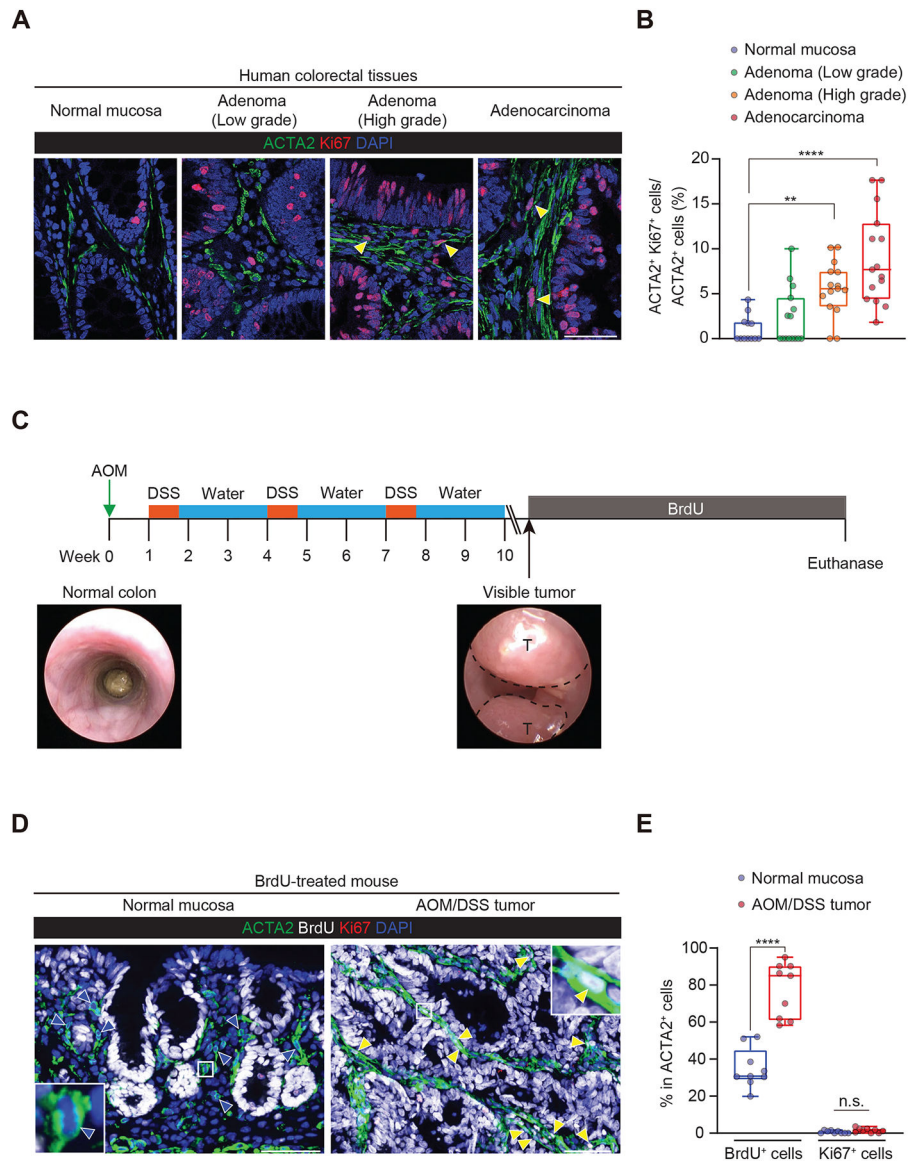 A
Human colorectal tissues
Normal mucosa
Adenoma
(Low grade)
Adenoma
(High grade)
Adenocarcinoma
ACTA2 Ki67 DAPI
B
Normal mucosa
Adenoma (Low grade)
Adenoma (High grade)
Adenocarcinoma
ACTA2⁺ Ki67⁺ cells/
ACTA2⁺ cells (%)
20
15
10
5
0
**
****
C
AOM
DSS Water DSS Water DSS Water
BrdU
Week 0 1 2 3 4 5 6 7 8 9 10
Euthanase
Normal colon
Visible tumor
T
T
D
BrdU-treated mouse
Normal mucosa
AOM/DSS tumor
ACTA2 BrdU Ki67 DAPI
E
Normal mucosa
AOM/DSS tumor
% in ACTA2⁺ cells
100
80
60
40
20
0
****
n.s.
BrdU⁺ cells
Ki67⁺ cells